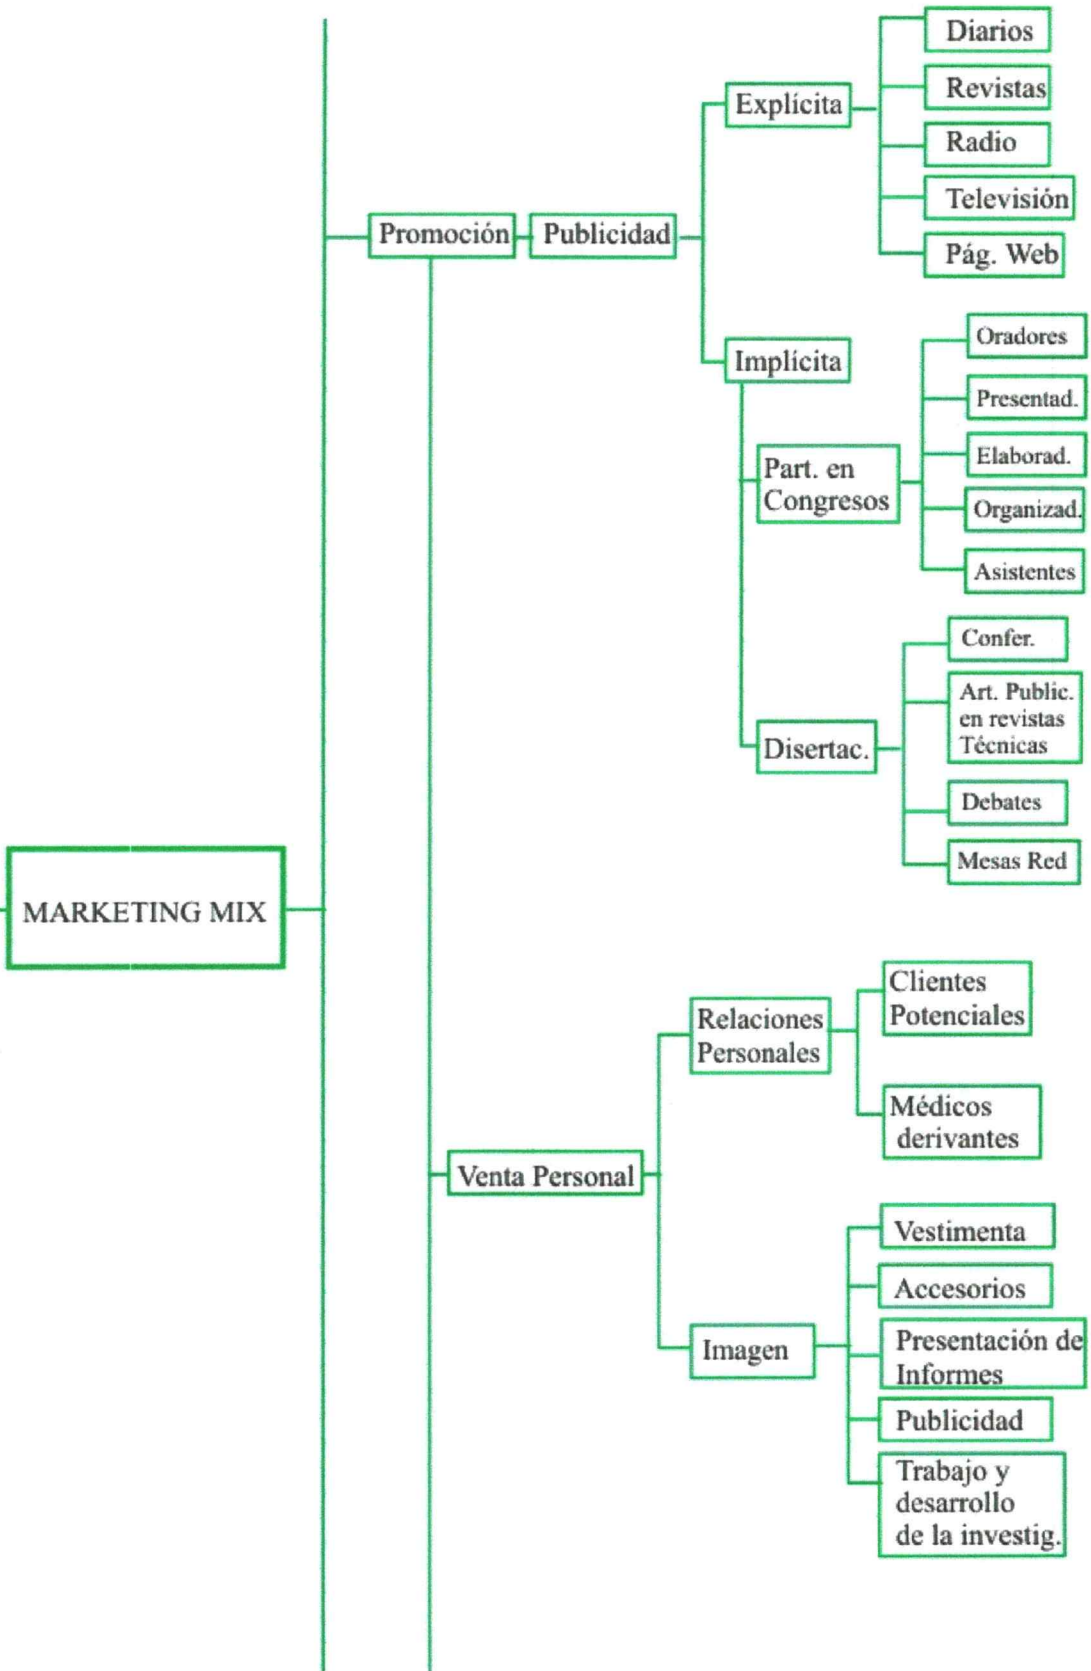 Diarios
Revistas
Radio
Televisión
Pág. Web
Explícita
Promoción
Publicidad
Implícita
Oradores
Presentad.
Elaborad.
Organizad.
Asistentes
Part. en
Congresos
Confer.
Art. Public.
en revistas
Técnicas
Debates
Mesas Red
Disertac.
MARKETING MIX
Relaciones
Personales
Clientes
Potenciales
Médicos
derivantes
Venta Personal
Imagen
Vestimenta
Accesorios
Presentación de
Informes
Publicidad
Trabajo y
desarrollo
de la investig.